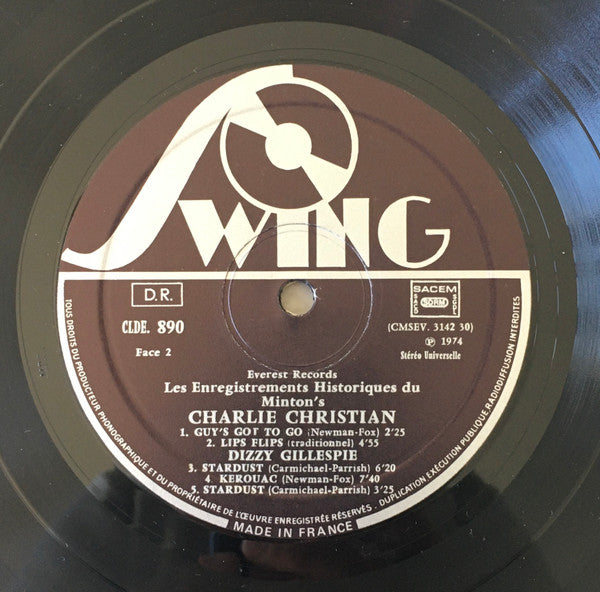 SWING
D.R.
SACEM
SACD SDRM SGDL
CLDE. 890
(CMSEV. 3142 30)
℗ 1974
Face 2
Stéréo Universelle
Everest Records
Les Enregistrements Historiques du
Minton's
CHARLIE CHRISTIAN
1. GUY'S GOT TO GO (Newman-Fox) 2'25
2. LIPS FLIPS (traditionnel) 4'55
DIZZY GILLESPIE
3. STARDUST (Carmichael-Parrish) 6'20
4. KEROUAC (Newman-Fox) 7'40
5. STARDUST (Carmichael-Parrish) 3'25
TOUS DROITS DU PRODUCTEUR PHONOGRAPHIQUE ET DU PROPRIÉTAIRE DE L'ŒUVRE ENREGISTRÉE RÉSERVÉS - DUPLICATION EXÉCUTION PUBLIQUE RADIODIFFUSION INTERDITES
MADE IN FRANCE